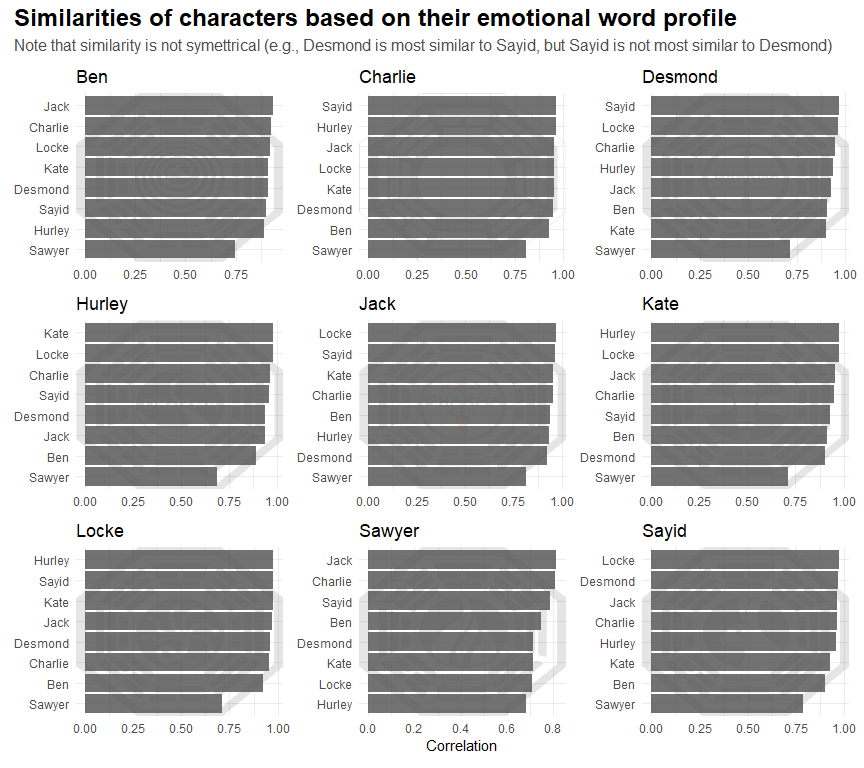 Similarities of characters based on their emotional word profile
Note that similarity is not symettrical (e.g., Desmond is most similar to Sayid, but Sayid is not most similar to Desmond)
Ben
Jack
Charlie
Locke
Kate
Desmond
Sayid
Hurley
Sawyer
0.00 0.25 0.50 0.75
Charlie
Sayid
Hurley
Jack
Locke
Kate
Desmond
Ben
Sawyer
0.00 0.25 0.50 0.75 1.00
Desmond
Sayid
Locke
Charlie
Hurley
Jack
Ben
Kate
Sawyer
0.00 0.25 0.50 0.75 1.00
Hurley
Kate
Locke
Charlie
Sayid
Desmond
Jack
Ben
Sawyer
0.00 0.25 0.50 0.75 1.00
Jack
Locke
Sayid
Kate
Charlie
Ben
Hurley
Desmond
Sawyer
0.00 0.25 0.50 0.75 1.00
Kate
Hurley
Locke
Jack
Charlie
Sayid
Ben
Desmond
Sawyer
0.00 0.25 0.50 0.75 1.00
Locke
Hurley
Sayid
Kate
Jack
Desmond
Charlie
Ben
Sawyer
0.00 0.25 0.50 0.75 1.00
Sawyer
Jack
Charlie
Sayid
Ben
Desmond
Kate
Locke
Hurley
0.0 0.2 0.4 0.6 0.8
Correlation
Sayid
Locke
Desmond
Jack
Charlie
Hurley
Kate
Ben
Sawyer
0.00 0.25 0.50 0.75 1.00